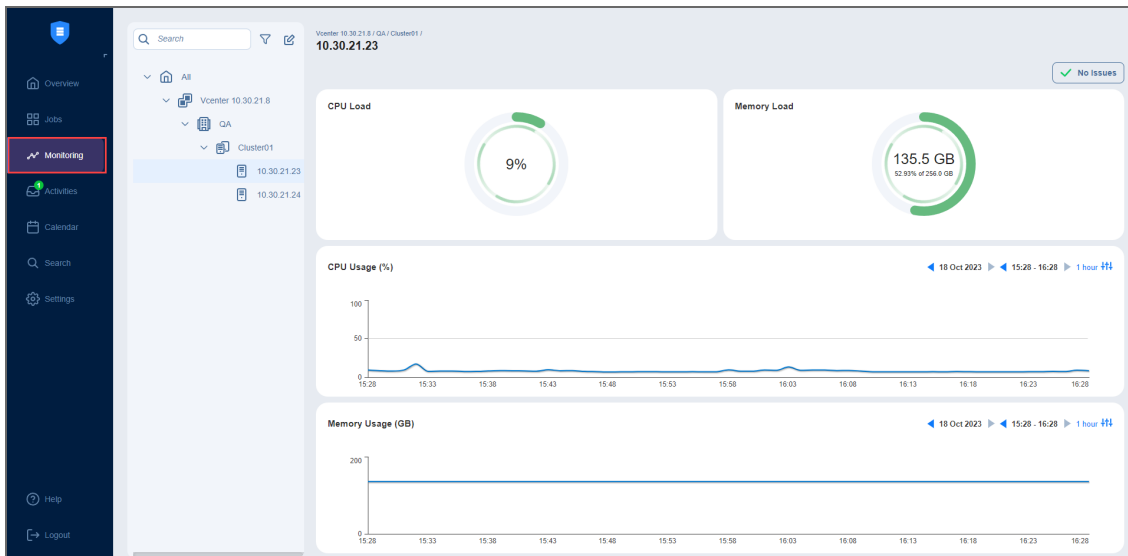 Overview
Jobs
Monitoring
1
Activities
Calendar
Search
Settings
Help
Logout
Search
All
Vcenter 10.30.21.8
QA
Cluster01
10.30.21.23
10.30.21.24
Vcenter 10.30.21.8 / QA / Cluster01 /
10.30.21.23
No Issues
CPU Load
9%
Memory Load
135.5 GB
52.93% of 256.0 GB
CPU Usage (%)
18 Oct 2023 15:28 - 16:28 1 hour
100
50
0
15:28 15:33 15:38 15:43 15:48 15:53 15:58 16:03 16:08 16:13 16:18 16:23 16:28
Memory Usage (GB)
18 Oct 2023 15:28 - 16:28 1 hour
200
0
15:28 15:33 15:38 15:43 15:48 15:53 15:58 16:03 16:08 16:13 16:18 16:23 16:28